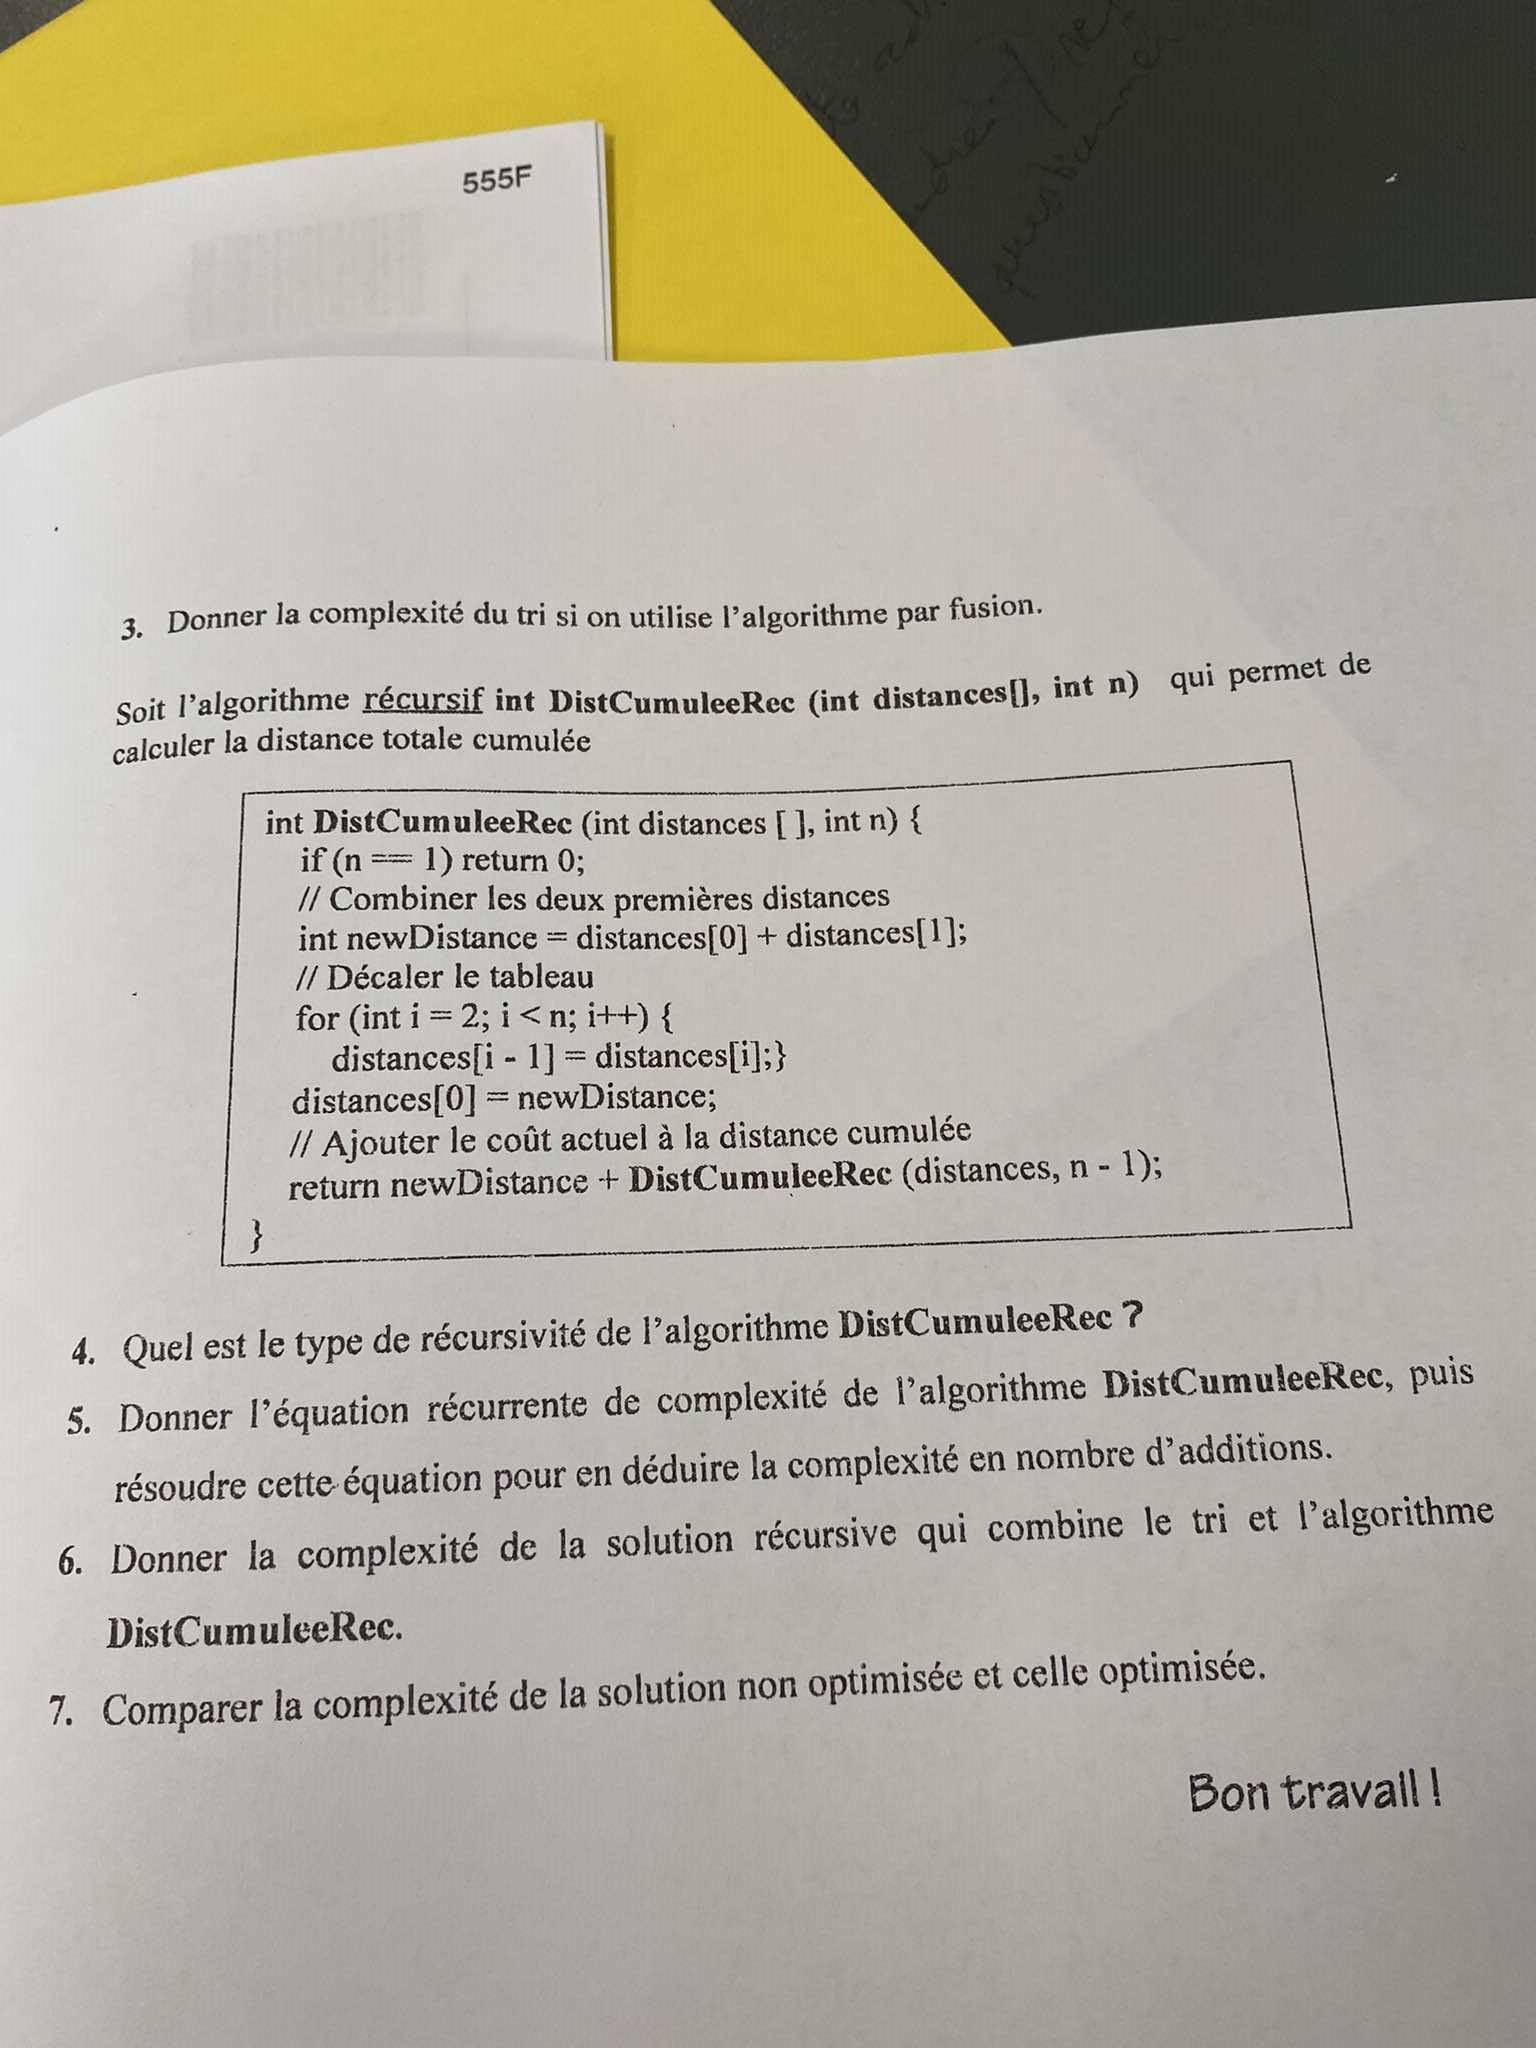 555F
3. Donner la complexité du tri si on utilise l'algorithme par fusion.
Soit l'algorithme récursif int DistCumuleeRec (int distances[], int n) qui permet de
calculer la distance totale cumulée
int DistCumuleeRec (int distances [ ], int n) {
if (n == 1) return 0;
// Combiner les deux premières distances
int newDistance = distances[0] + distances[1];
// Décaler le tableau
for (int i = 2; i < n; i++) {
distances[i - 1] = distances[i];}
distances[0] = newDistance;
// Ajouter le coût actuel à la distance cumulée
return newDistance + DistCumuleeRec (distances, n - 1);
}
4. Quel est le type de récursivité de l'algorithme DistCumuleeRec ?
5. Donner l'équation récurrente de complexité de l'algorithme DistCumuleeRec, puis
résoudre cette équation pour en déduire la complexité en nombre d'additions.
6. Donner la complexité de la solution récursive qui combine le tri et l'algorithme
DistCumuleeRec.
7. Comparer la complexité de la solution non optimisée et celle optimisée.
Bon travail !